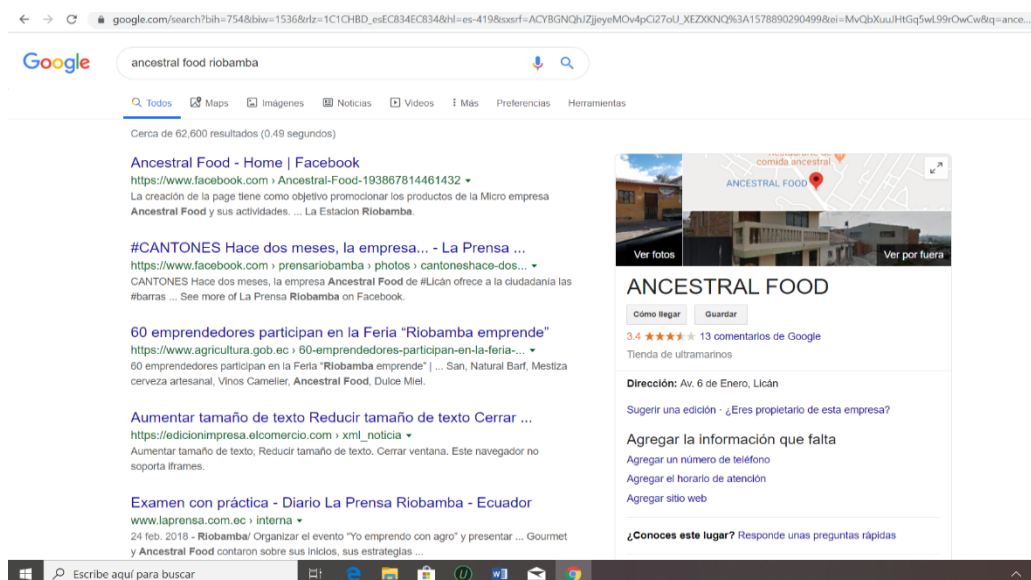 google.com/search?bih=754&biw=1536&rlz=1C1CHBD_esEC834EC834&hl=es-419&sxsrf=ACYBGNQhJZjjeyeMOv4pCi27oU_XEZXKNQ%3A1578890290499&ei=MvQbXuuJHtGq5wL99rOwCw&q=ance...
Google
ancestral food riobamba
Todos Maps Imágenes Noticias Videos Más Preferencias Herramientas
Cerca de 62,600 resultados (0.49 segundos)
Ancestral Food - Home | Facebook
https://www.facebook.com › Ancestral-Food-193867814461432
La creación de la page tiene como objetivo promocionar los productos de la Micro empresa
Ancestral Food y sus actividades. ... La Estacion Riobamba.
#CANTONES Hace dos meses, la empresa... - La Prensa ...
https://www.facebook.com › prensariobamba › photos › cantoneshace-dos...
CANTONES Hace dos meses, la empresa Ancestral Food de #Licán ofrece a la ciudadanía las
#barras ... See more of La Prensa Riobamba on Facebook.
60 emprendedores participan en la Feria “Riobamba emprende”
https://www.agricultura.gob.ec › 60-emprendedores-participan-en-la-feria-...
60 emprendedores participan en la Feria “Riobamba emprende” | ... San, Natural Barf, Mestiza
cerveza artesanal, Vinos Camelier, Ancestral Food, Dulce Miel.
Aumentar tamaño de texto Reducir tamaño de texto Cerrar ...
https://edicionimpresa.elcomercio.com › xml_noticia
Aumentar tamaño de texto; Reducir tamaño de texto. Cerrar ventana. Este navegador no
soporta iframes.
Examen con práctica - Diario La Prensa Riobamba - Ecuador
www.laprensa.com.ec › interna
24 feb. 2018 - Riobamba/ Organizar el evento “Yo emprendo con agro” y presentar ... Gourmet
y Ancestral Food contaron sobre sus inicios, sus estrategias ...
Restaurante de
comida ancestral
ANCESTRAL FOOD
Ver fotos
Ver por fuera
ANCESTRAL FOOD
Cómo llegar Guardar
3.4 13 comentarios de Google
Tienda de ultramarinos
Dirección: Av. 6 de Enero, Licán
Sugerir una edición · ¿Eres propietario de esta empresa?
Agregar la información que falta
Agregar un número de teléfono
Agregar el horario de atención
Agregar sitio web
¿Conoces este lugar? Responde unas preguntas rápidas
Escribe aquí para buscar